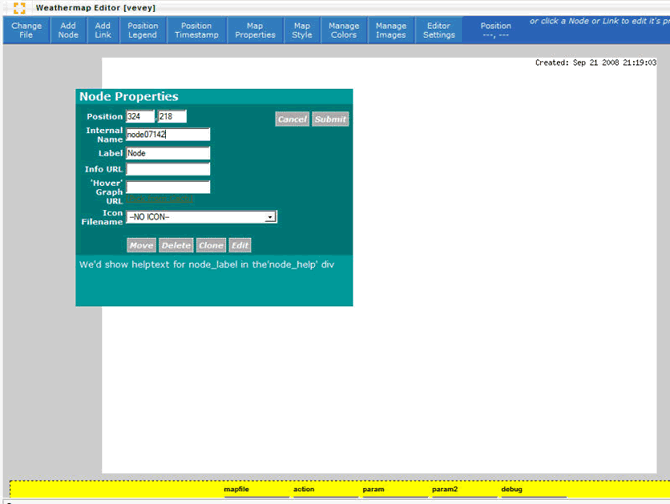 Weathermap Editor [vevey]
Change File
Add Node
Add Link
Position Legend
Position Timestamp
Map Properties
Map Style
Manage Colors
Manage Images
Editor Settings
Position ---, ---
or click a Node or Link to edit it's p
Created: Sep 21 2008 21:19:03
Node Properties
Position 324 , 218
Cancel Submit
Internal Name node07142
Label Node
Info URL
'Hover' Graph URL
Icon Filename --NO ICON--
Move Delete Clone Edit
We'd show helptext for node_label in the'node_help' div
mapfile action param param2 debug